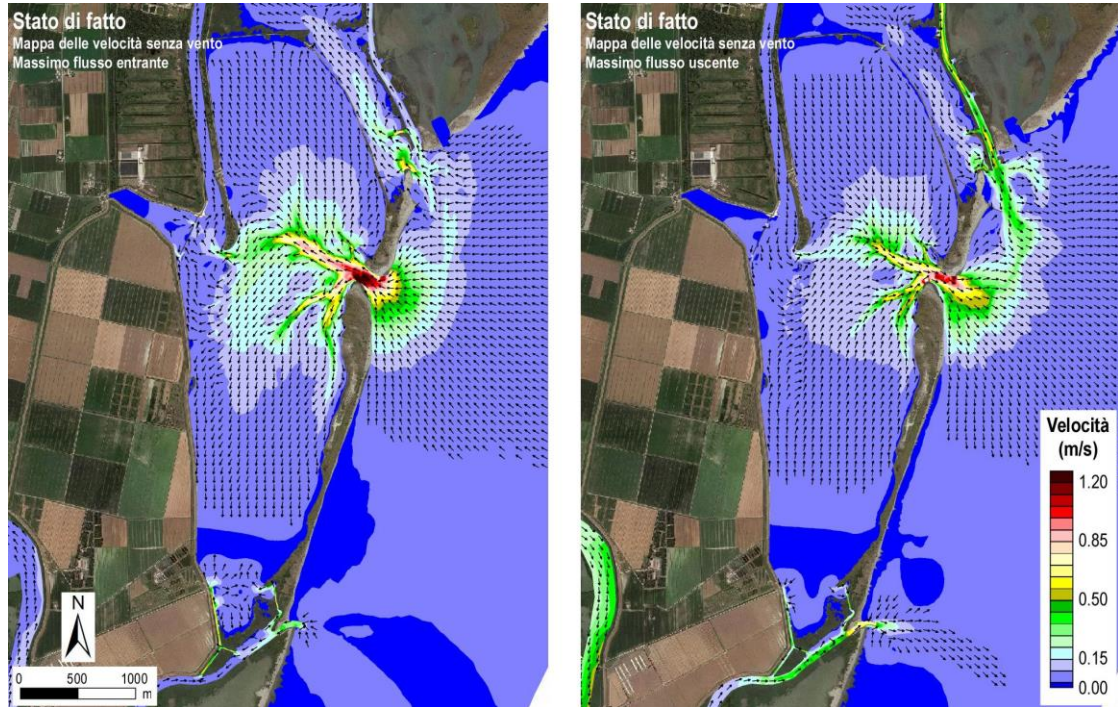 Stato di fatto
Mappa delle velocità senza vento
Massimo flusso entrante
N
0 500 1000
m
Stato di fatto
Mappa delle velocità senza vento
Massimo flusso uscente
Velocità
(m/s)
1.20
0.85
0.50
0.15
0.00